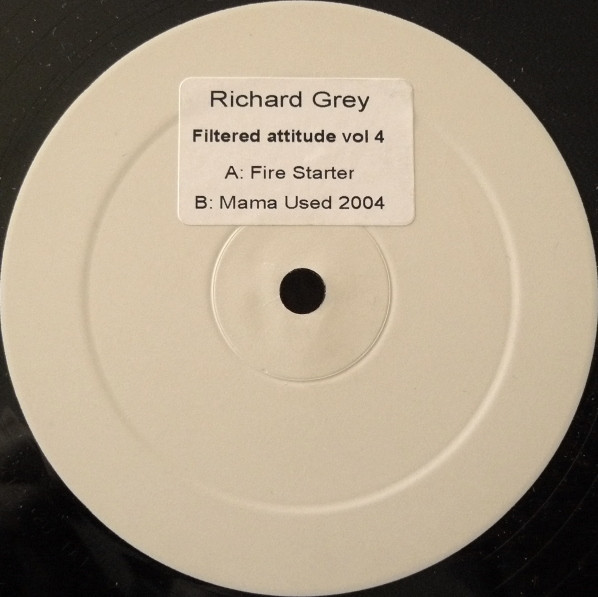 Richard Grey
Filtered attitude vol 4
A: Fire Starter
B: Mama Used 2004